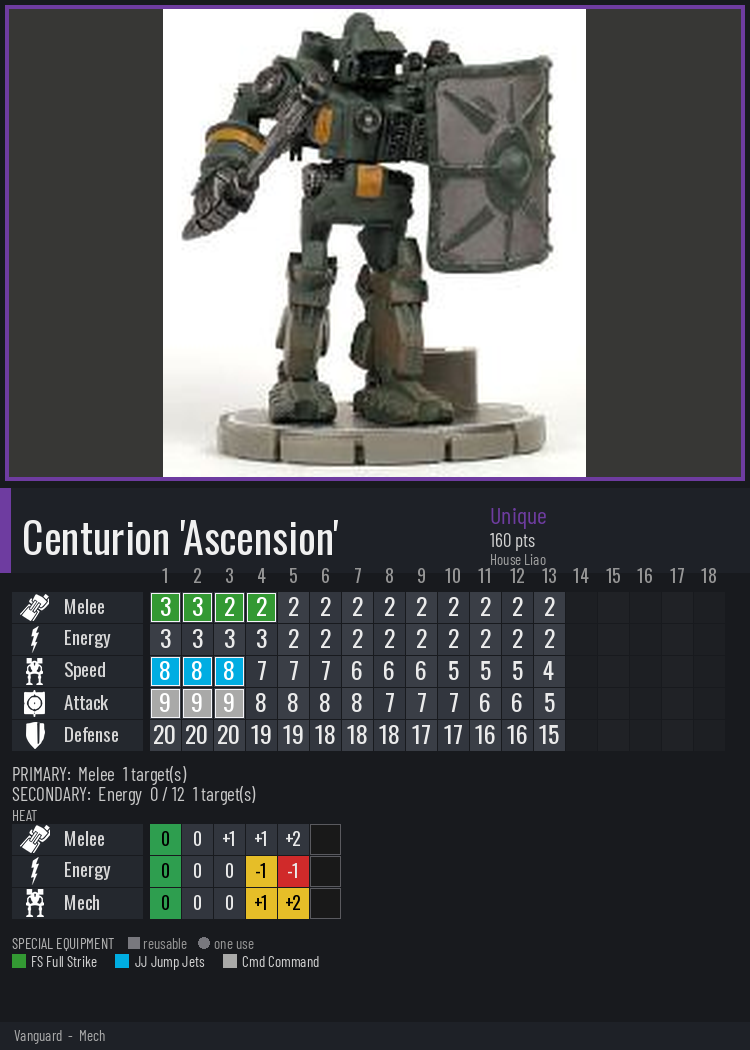 Centurion 'Ascension'
Unique
160 pts
House Liao
1 2 3 4 5 6 7 8 9 10 11 12 13 14 15 16 17 18
Melee 3 3 2 2 2 2 2 2 2 2 2 2 2
Energy 3 3 3 3 2 2 2 2 2 2 2 2 2
Speed 8 8 8 7 7 7 6 6 6 5 5 5 4
Attack 9 9 9 8 8 8 8 7 7 7 6 6 5
Defense 20 20 20 19 19 18 18 18 17 17 16 16 15
PRIMARY: Melee 1 target(s)
SECONDARY: Energy 0 / 12 1 target(s)
HEAT
Melee 0 0 +1 +1 +2
Energy 0 0 0 -1 -1
Mech 0 0 0 +1 +2
SPECIAL EQUIPMENT reusable one use
FS Full Strike JJ Jump Jets Cmd Command
Vanguard - Mech